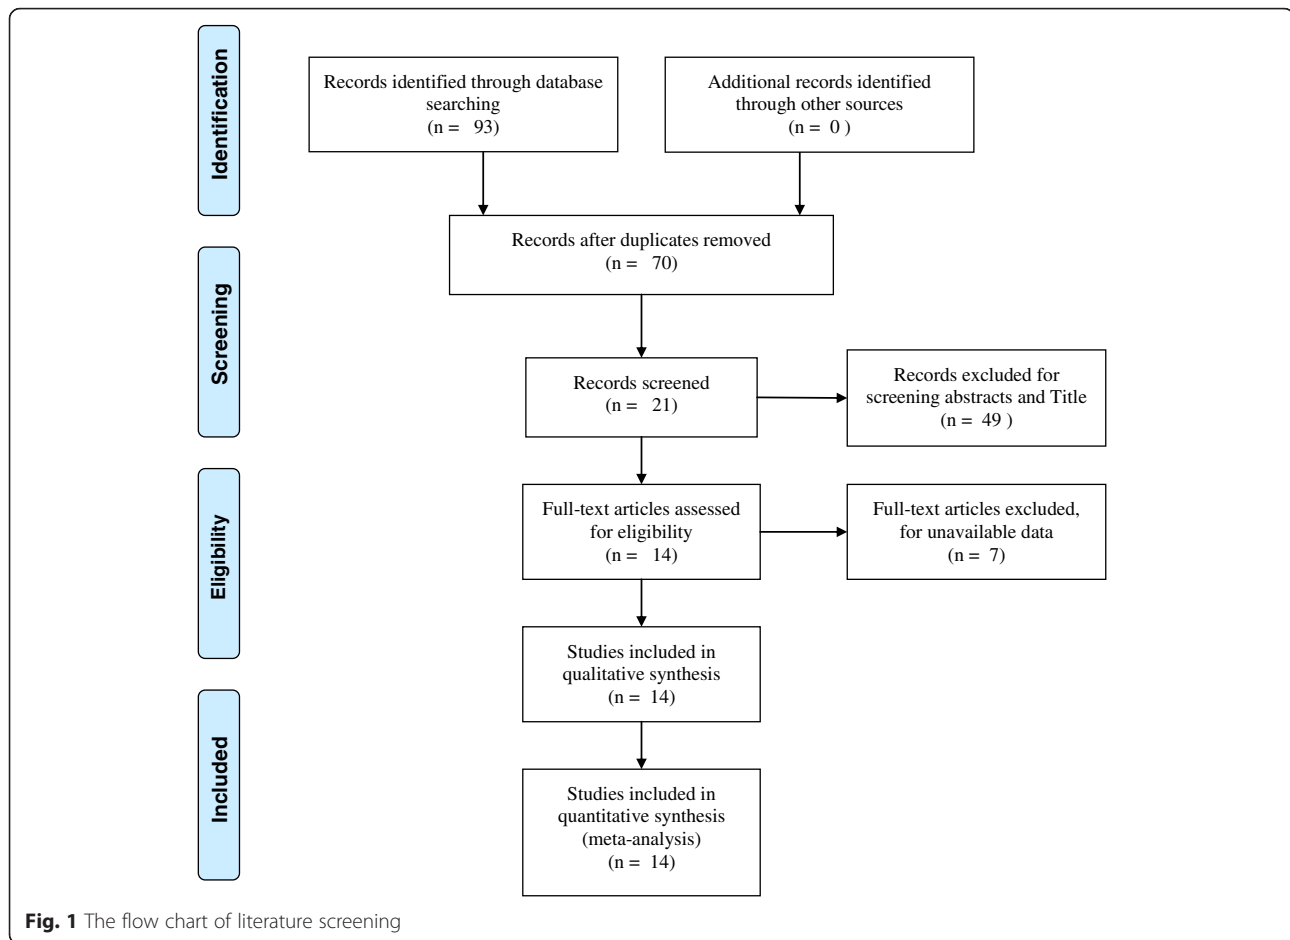 Identification
Records identified through database
searching
(n = 93)
Additional records identified
through other sources
(n = 0 )
Records after duplicates removed
(n = 70)
Screening
Records screened
(n = 21)
Records excluded for
screening abstracts and Title
(n = 49 )
Eligibility
Full-text articles assessed
for eligibility
(n = 14)
Full-text articles excluded,
for unavailable data
(n = 7)
Studies included in
qualitative synthesis
(n = 14)
Included
Studies included in
quantitative synthesis
(meta-analysis)
(n = 14)
Fig. 1 The flow chart of literature screening